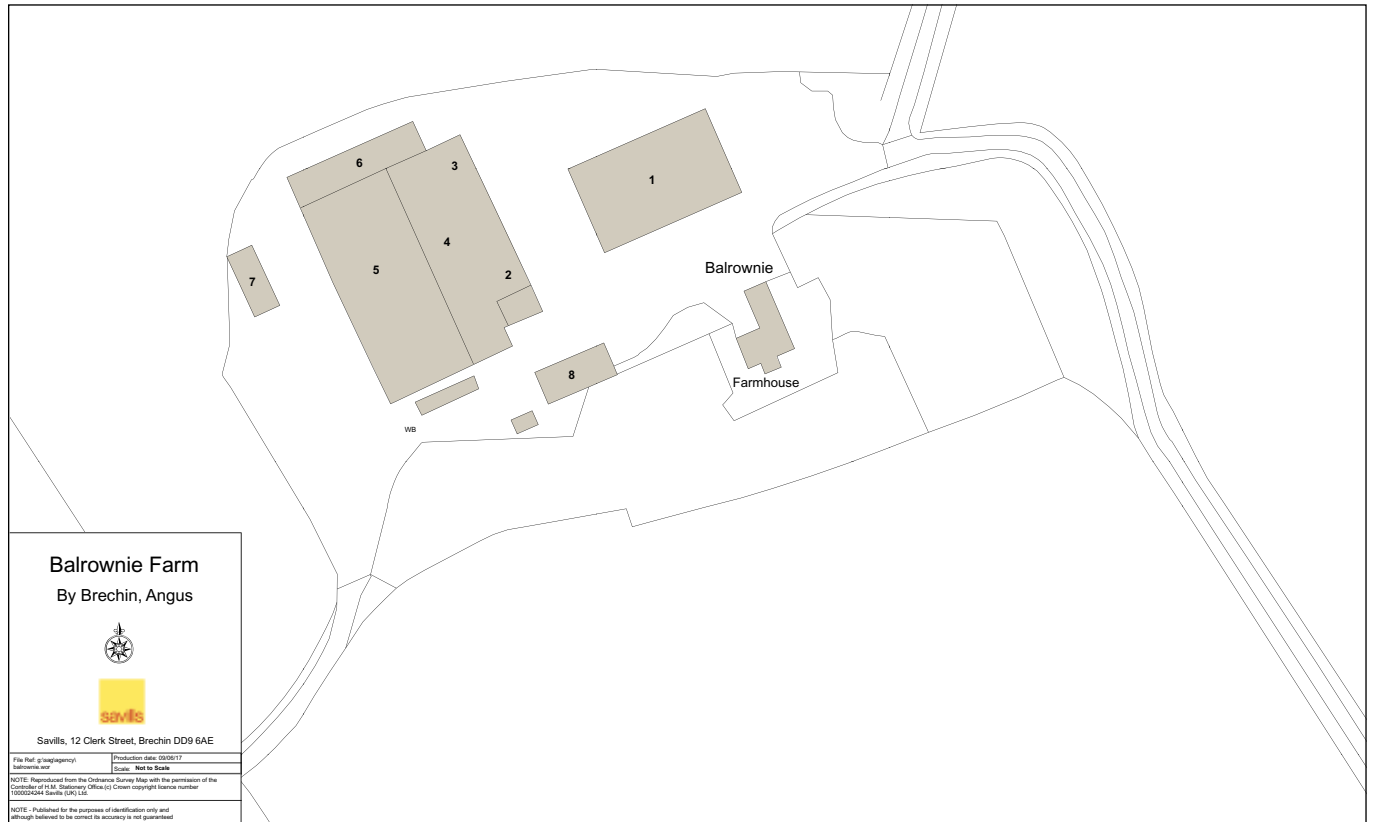 6
3
1
4
5
2
7
Balrownie
8
Farmhouse
WB
Balrownie Farm
By Brechin, Angus
savills
Savills, 12 Clerk Street, Brechin DD9 6AE
File Ref: g:\sag\agency\
balrownie.wor
Production date: 09/06/17
Scale: Not to Scale
NOTE: Reproduced from the Ordnance Survey Map with the permission of the
Controller of H.M. Stationery Office.(c) Crown copyright licence number
1000024244 Savills (UK) Ltd.
NOTE - Published for the purposes of identification only and
although believed to be correct its accuracy is not guaranteed